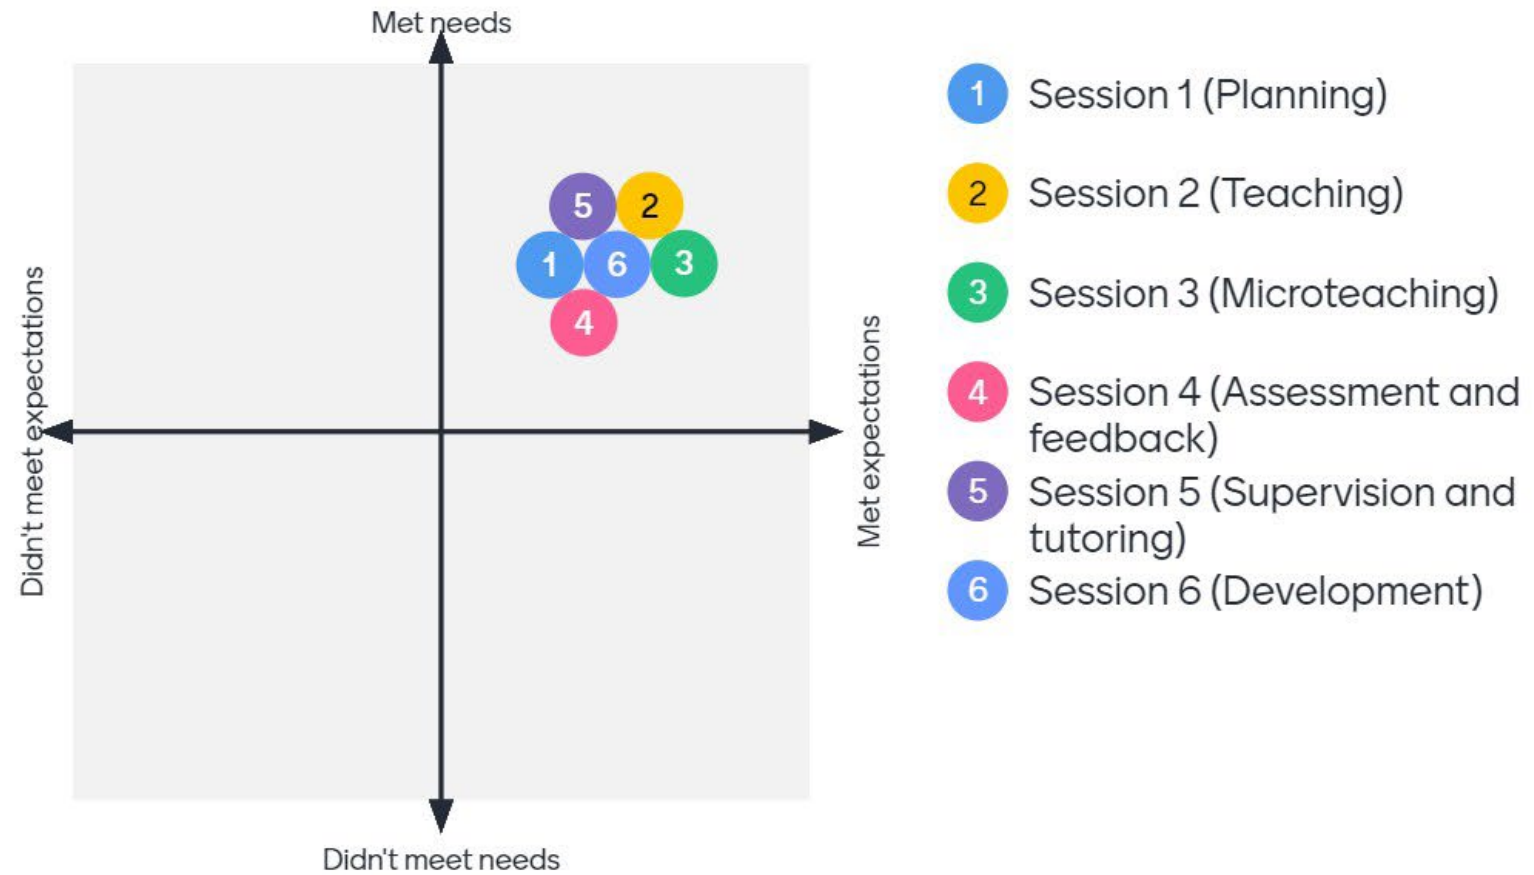 Met needs
Didn't meet expectations
5
2
1
6
3
4
Met expectations
Didn't meet needs
1 Session 1 (Planning)
2 Session 2 (Teaching)
3 Session 3 (Microteaching)
4 Session 4 (Assessment and
feedback)
5 Session 5 (Supervision and
tutoring)
6 Session 6 (Development)